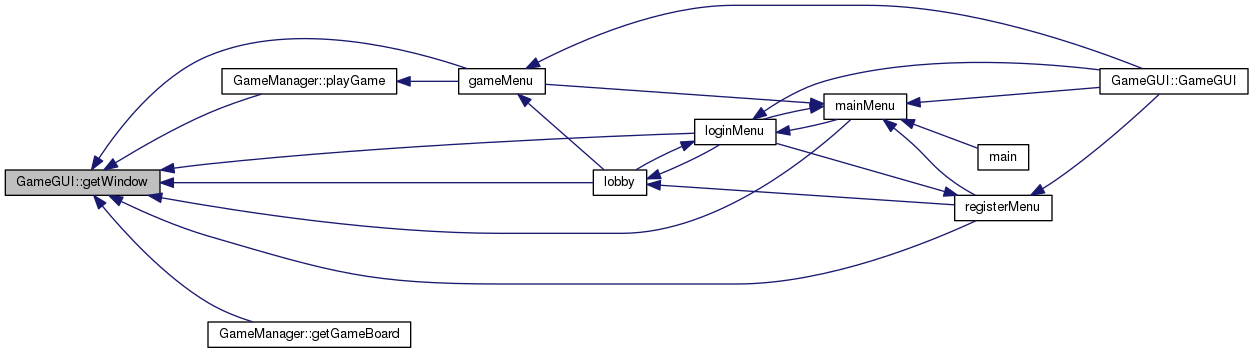 GameManager::playGame
gameMenu
GameGUI::GameGUI
mainMenu
loginMenu
main
GameGUI::getWindow
lobby
registerMenu
GameManager::getGameBoard